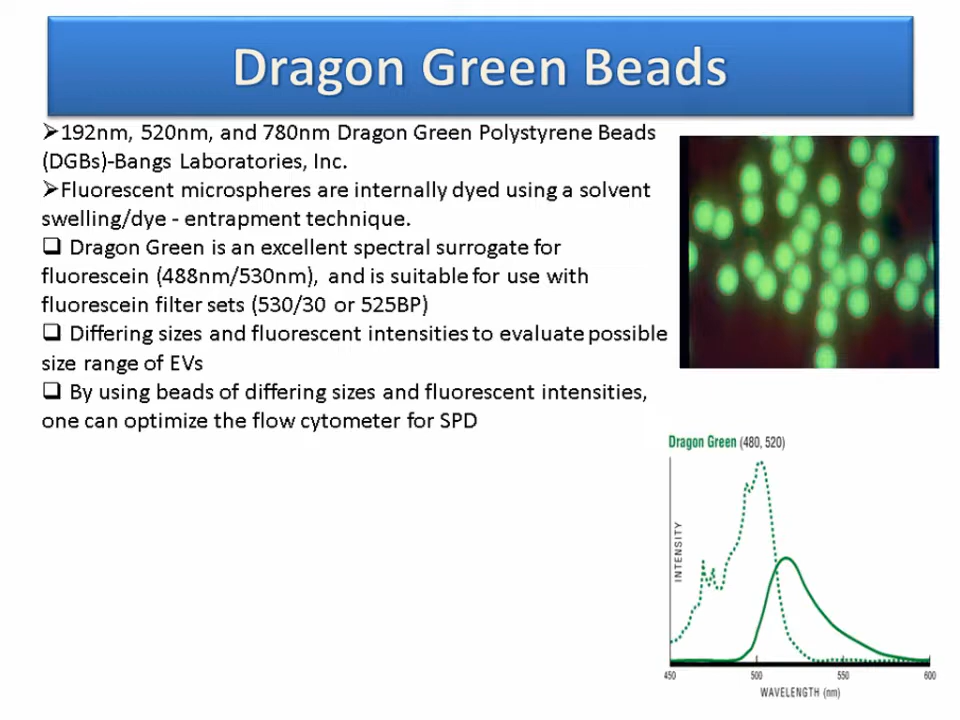 Dragon Green Beads
➢192nm, 520nm, and 780nm Dragon Green Polystyrene Beads
(DGBs)-Bangs Laboratories, Inc.
➢Fluorescent microspheres are internally dyed using a solvent
swelling/dye - entrapment technique.
❑ Dragon Green is an excellent spectral surrogate for
fluorescein (488nm/530nm), and is suitable for use with
fluorescein filter sets (530/30 or 525BP)
❑ Differing sizes and fluorescent intensities to evaluate possible
size range of EVs
❑ By using beads of differing sizes and fluorescent intensities,
one can optimize the flow cytometer for SPD
Dragon Green (480, 520)
INTENSITY
450 500 550 600
WAVELENGTH (nm)